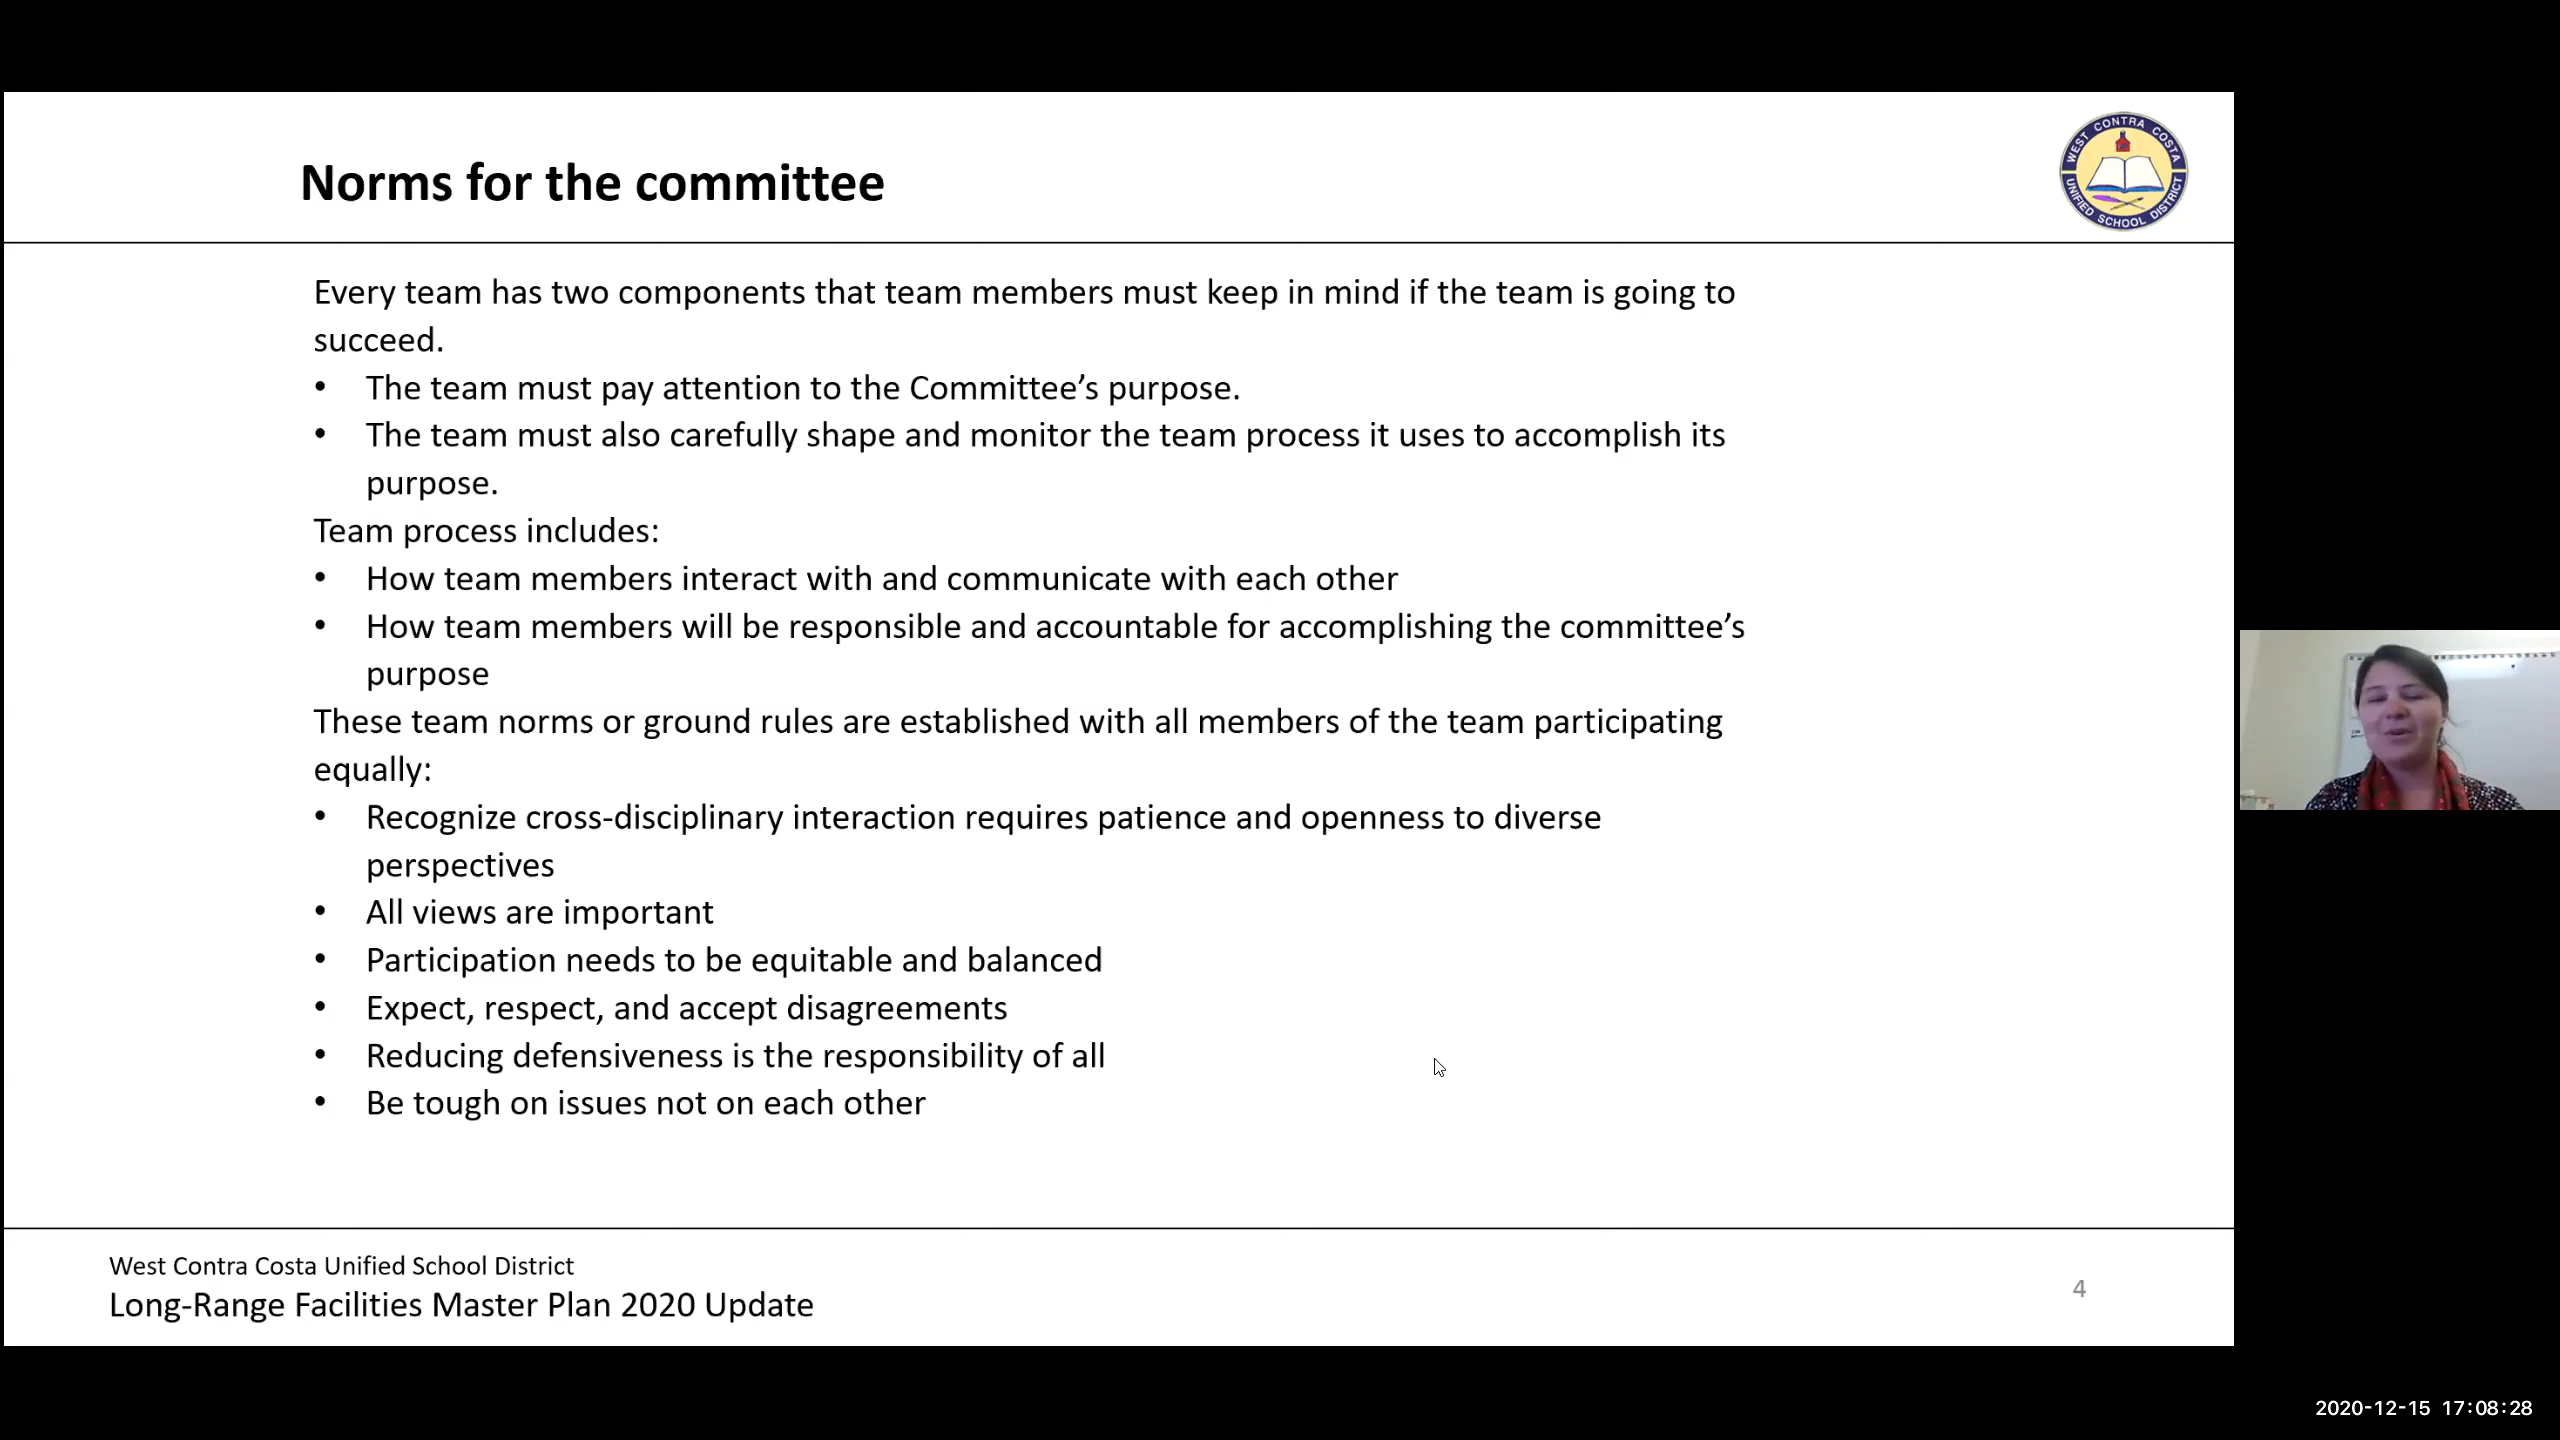 Norms for the committee
WEST CONTRA COSTA
UNIFIED SCHOOL DISTRICT
Every team has two components that team members must keep in mind if the team is going to
succeed.
• The team must pay attention to the Committee’s purpose.
• The team must also carefully shape and monitor the team process it uses to accomplish its
purpose.
Team process includes:
• How team members interact with and communicate with each other
• How team members will be responsible and accountable for accomplishing the committee’s
purpose
These team norms or ground rules are established with all members of the team participating
equally:
• Recognize cross-disciplinary interaction requires patience and openness to diverse
perspectives
• All views are important
• Participation needs to be equitable and balanced
• Expect, respect, and accept disagreements
• Reducing defensiveness is the responsibility of all
• Be tough on issues not on each other
West Contra Costa Unified School District
Long-Range Facilities Master Plan 2020 Update
4
2020-12-15 17:08:28